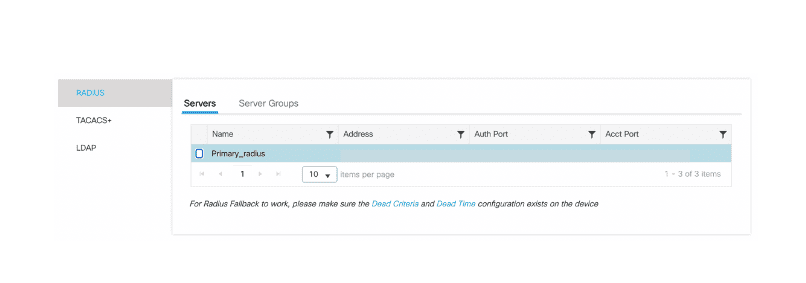 RADIUS
TACACS+
LDAP
Servers Server Groups
Name Address Auth Port Acct Port
Primary_radius
1 10 items per page 1 - 3 of 3 items
For Radius Fallback to work, please make sure the Dead Criteria and Dead Time configuration exists on the device